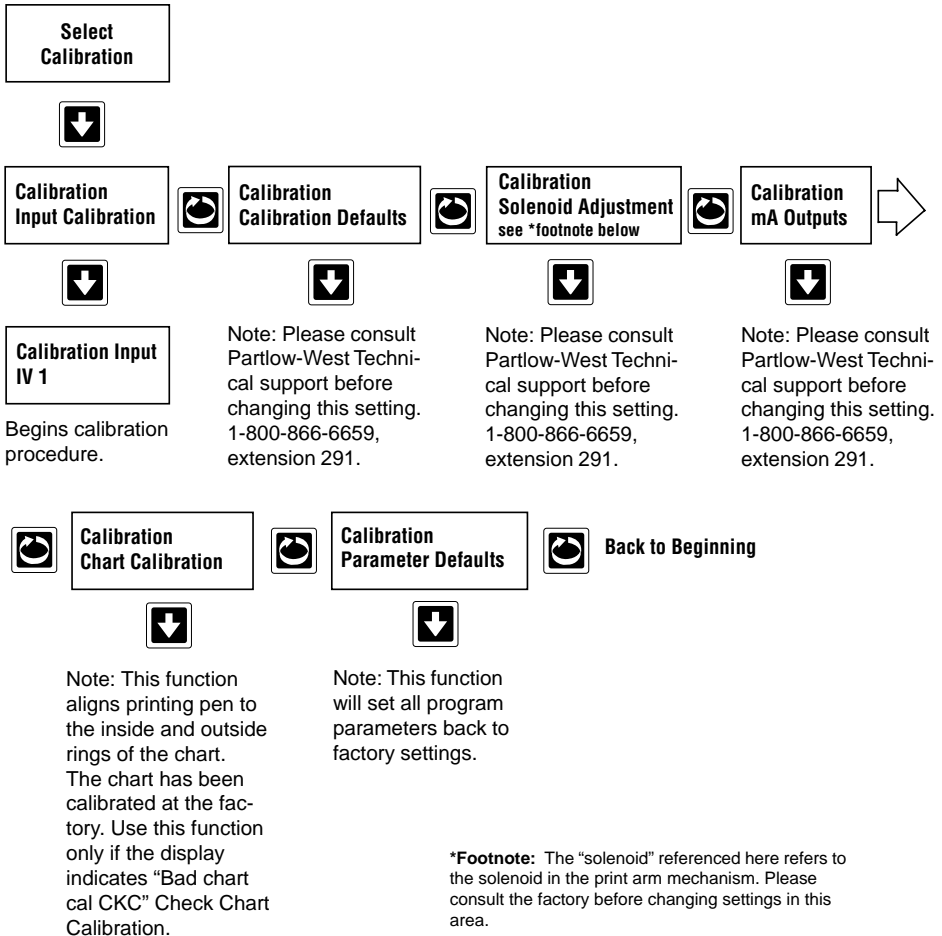 Select
Calibration
Calibration
Input Calibration
Calibration
Calibration Defaults
Calibration
Solenoid Adjustment
see *footnote below
Calibration
mA Outputs
Calibration Input
IV 1
Begins calibration
procedure.
Note: Please consult
Partlow-West Techni-
cal support before
changing this setting.
1-800-866-6659,
extension 291.
Note: Please consult
Partlow-West Techni-
cal support before
changing this setting.
1-800-866-6659,
extension 291.
Note: Please consult
Partlow-West Techni-
cal support before
changing this setting.
1-800-866-6659,
extension 291.
Calibration
Chart Calibration
Calibration
Parameter Defaults
Back to Beginning
Note: This function
aligns printing pen to
the inside and outside
rings of the chart.
The chart has been
calibrated at the fac-
tory. Use this function
only if the display
indicates “Bad chart
cal CKC” Check Chart
Calibration.
Note: This function
will set all program
parameters back to
factory settings.
*Footnote: The “solenoid” referenced here refers to
the solenoid in the print arm mechanism. Please
consult the factory before changing settings in this
area.